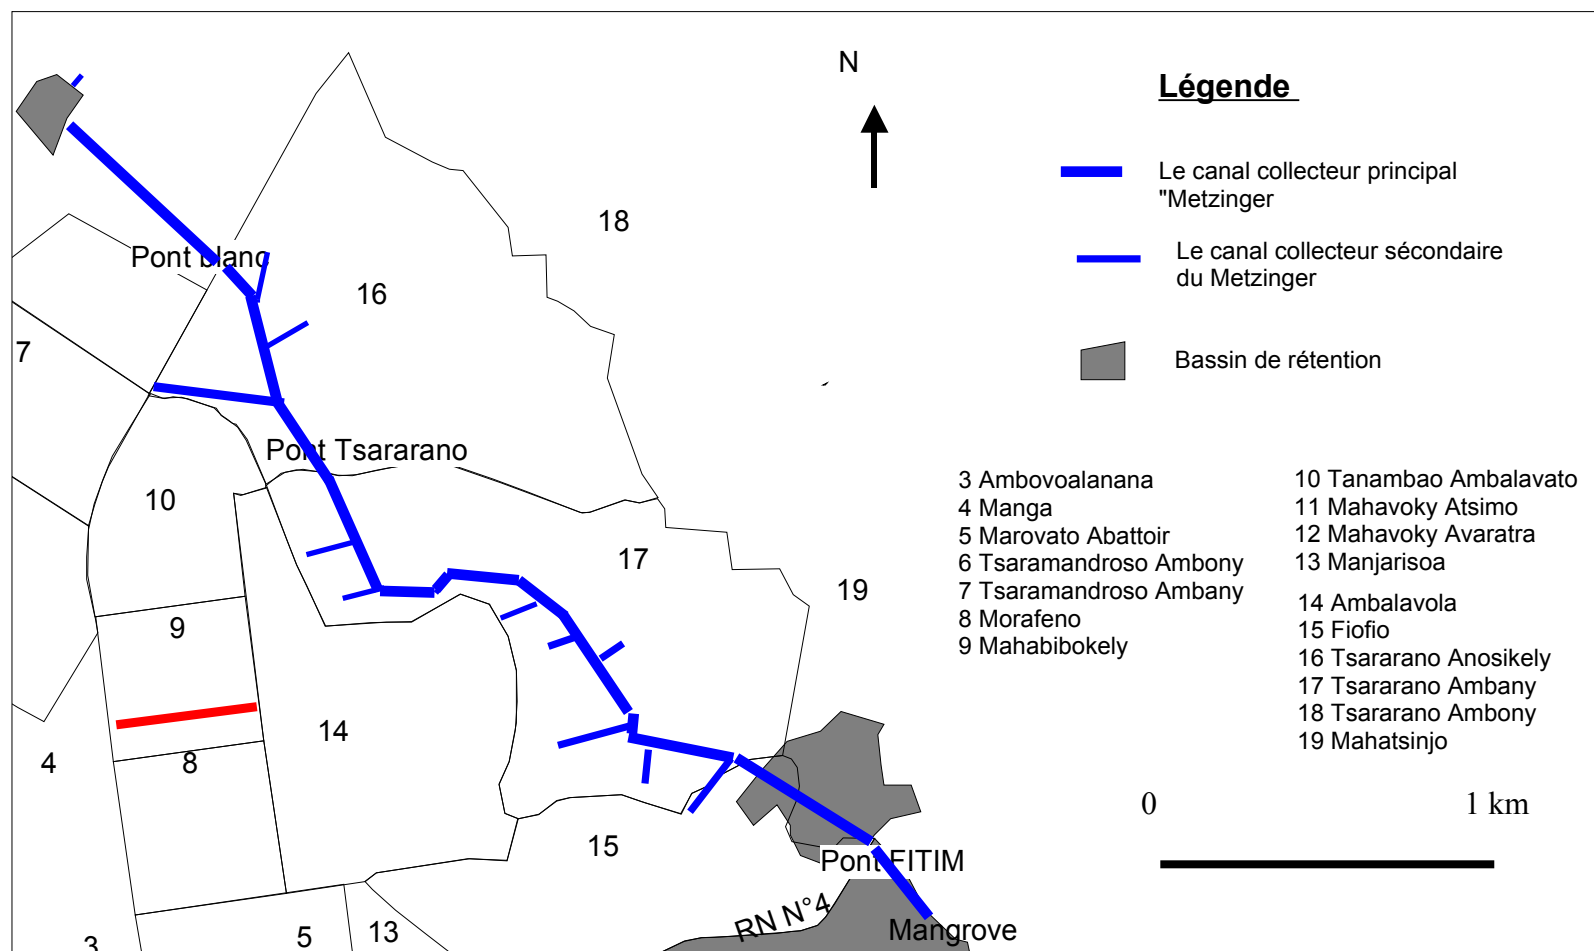 N
Légende
Le canal collecteur principal
"Metzinger
Le canal collecteur sécondaire
du Metzinger
Bassin de rétention
18
Pont blanc
16
7
Pont Tsararano
10
17
19
9
14
4
8
15
Pont FITIM
RN N°4
Mangrove
3
5
13
3 Ambovoalanana
4 Manga
5 Marovato Abattoir
6 Tsaramandroso Ambony
7 Tsaramandroso Ambany
8 Morafeno
9 Mahabibokely
10 Tanambao Ambalavato
11 Mahavoky Atsimo
12 Mahavoky Avaratra
13 Manjarisoa
14 Ambalavola
15 Fiofio
16 Tsararano Anosikely
17 Tsararano Ambany
18 Tsararano Ambony
19 Mahatsinjo
0 1 km